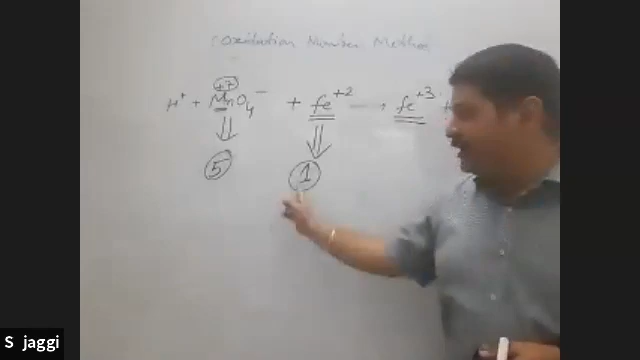 Oxidation Number Method
+7
H⁺ + MnO₄⁻ + fe⁺² → fe⁺³ +
5 1
S jaggi